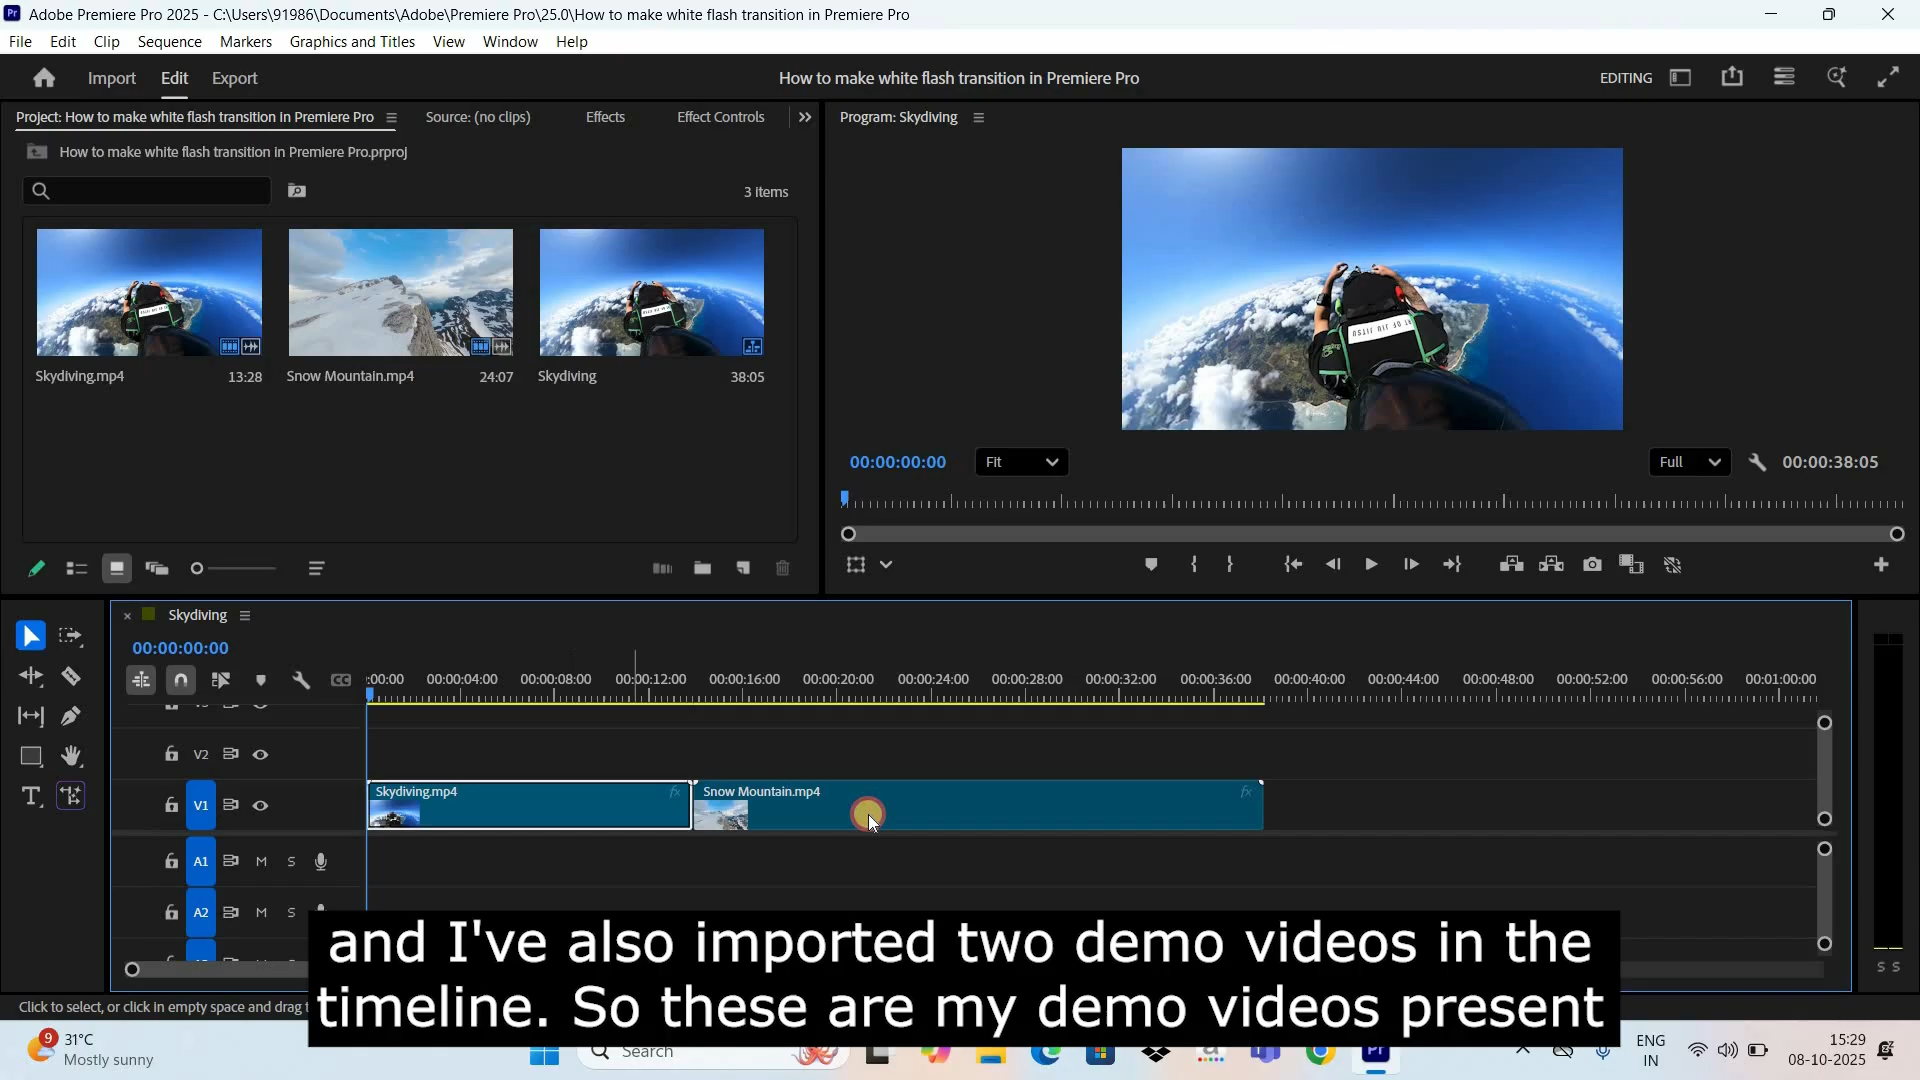 Adobe Premiere Pro 2025 - C:\Users\91986\Documents\Adobe\Premiere Pro\25.0\How to make white flash transition in Premiere Pro
File Edit Clip Sequence Markers Graphics and Titles View Window Help
Import Edit Export
How to make white flash transition in Premiere Pro
EDITING
Project: How to make white flash transition in Premiere Pro
Source: (no clips)
Effects
Effect Controls
Program: Skydiving
How to make white flash transition in Premiere Pro.prproj
3 items
Skydiving.mp4 13:28
Snow Mountain.mp4 24:07
Skydiving 38:05
00:00:00:00
Fit
Full
00:00:38:05
Skydiving
00:00:00:00
:00:00 00:00:04:00 00:00:08:00 00:00:12:00 00:00:16:00 00:00:20:00 00:00:24:00 00:00:28:00 00:00:32:00 00:00:36:00 00:00:40:00 00:00:44:00 00:00:48:00 00:00:52:00 00:00:56:00 00:01:00:00
V2
V1
Skydiving.mp4 fx
Snow Mountain.mp4 fx
A1 M S
A2 M S
S S
Click to select, or click in empty space and drag t
and I've also imported two demo videos in the
timeline. So these are my demo videos present
9
31°C
Mostly sunny
Search
Pr
ENG
IN
15:29
08-10-2025